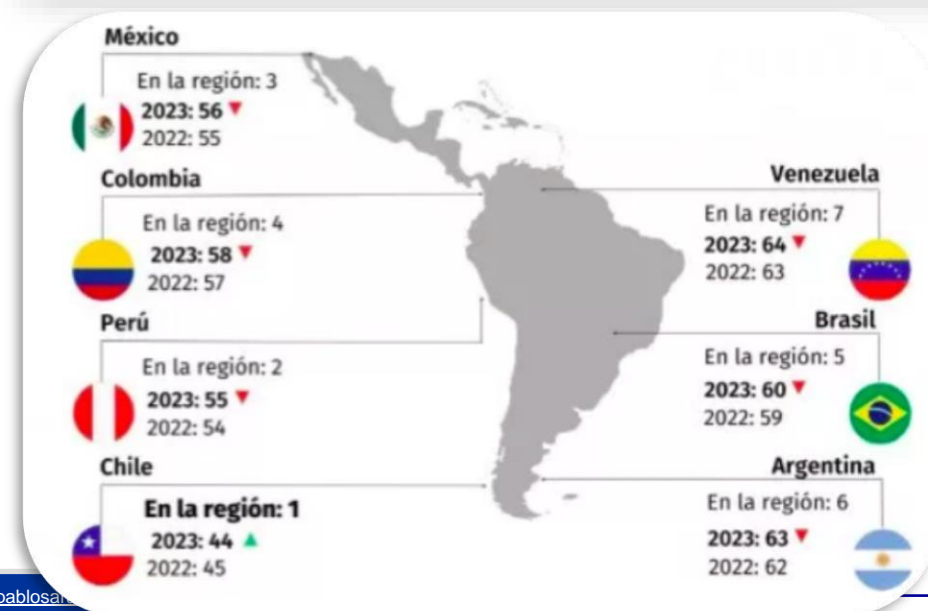 México
En la región: 3
2023: 56 ▼
2022: 55
Colombia
En la región: 4
2023: 58 ▼
2022: 57
Perú
En la región: 2
2023: 55 ▼
2022: 54
Chile
En la región: 1
2023: 44 ▲
2022: 45
Venezuela
En la región: 7
2023: 64 ▼
2022: 63
Brasil
En la región: 5
2023: 60 ▼
2022: 59
Argentina
En la región: 6
2023: 63 ▼
2022: 62